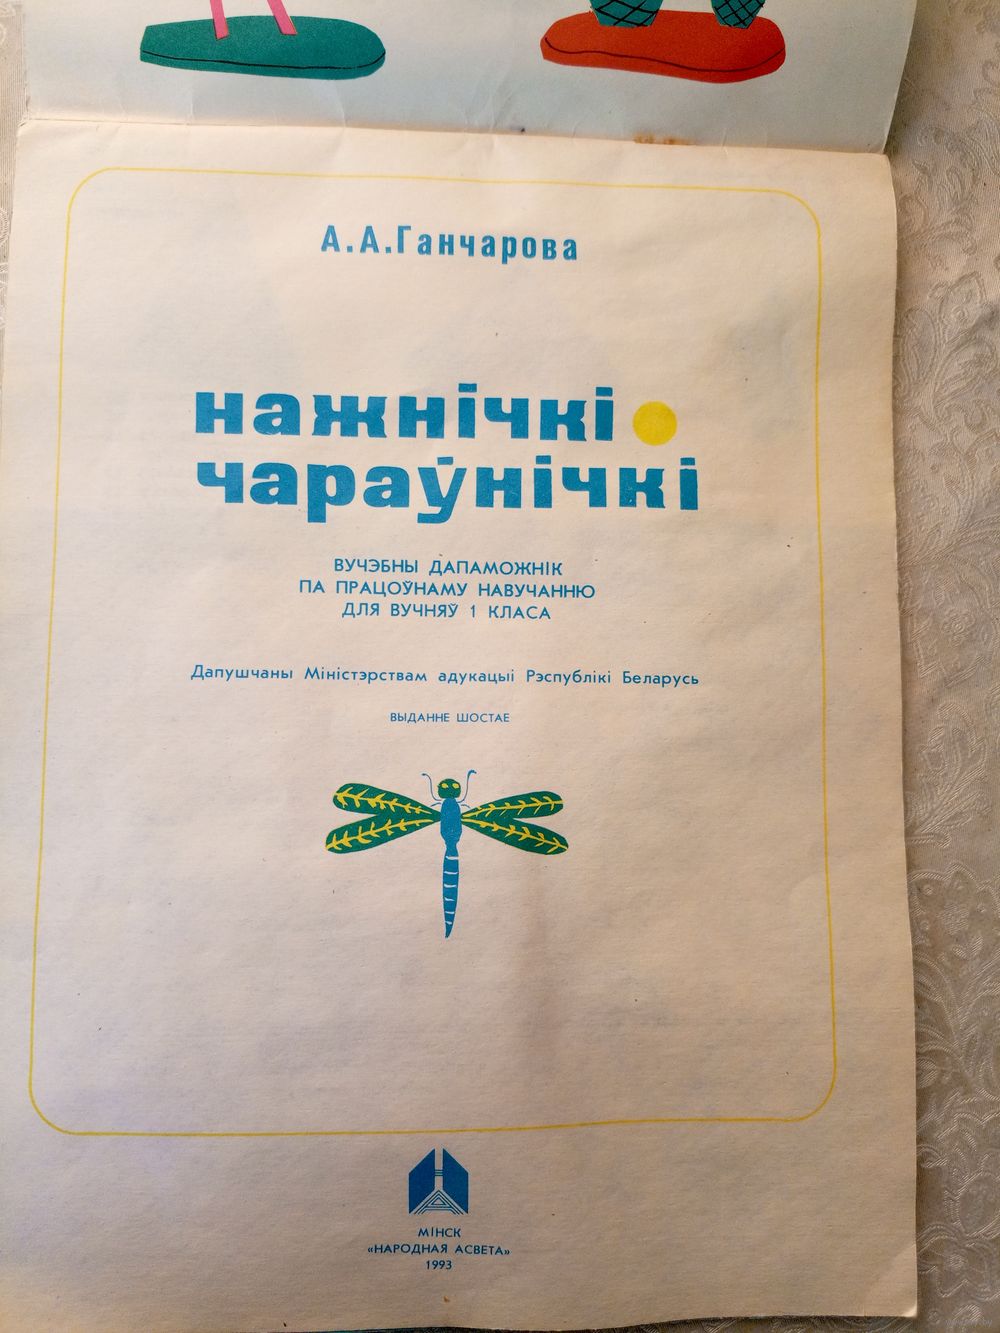 А.А.Ганчарова
нажнічкі
чараўнічкі
ВУЧЭБНЫ ДАПАМОЖНІК
ПА ПРАЦОЎНАМУ НАВУЧАННЮ
ДЛЯ ВУЧНЯЎ 1 КЛАСА
Дапушчаны Міністэрствам адукацыі Рэспублікі Беларусь
ВЫДАННЕ ШОСТАЕ
МІНСК
«НАРОДНАЯ АСВЕТА»
1993